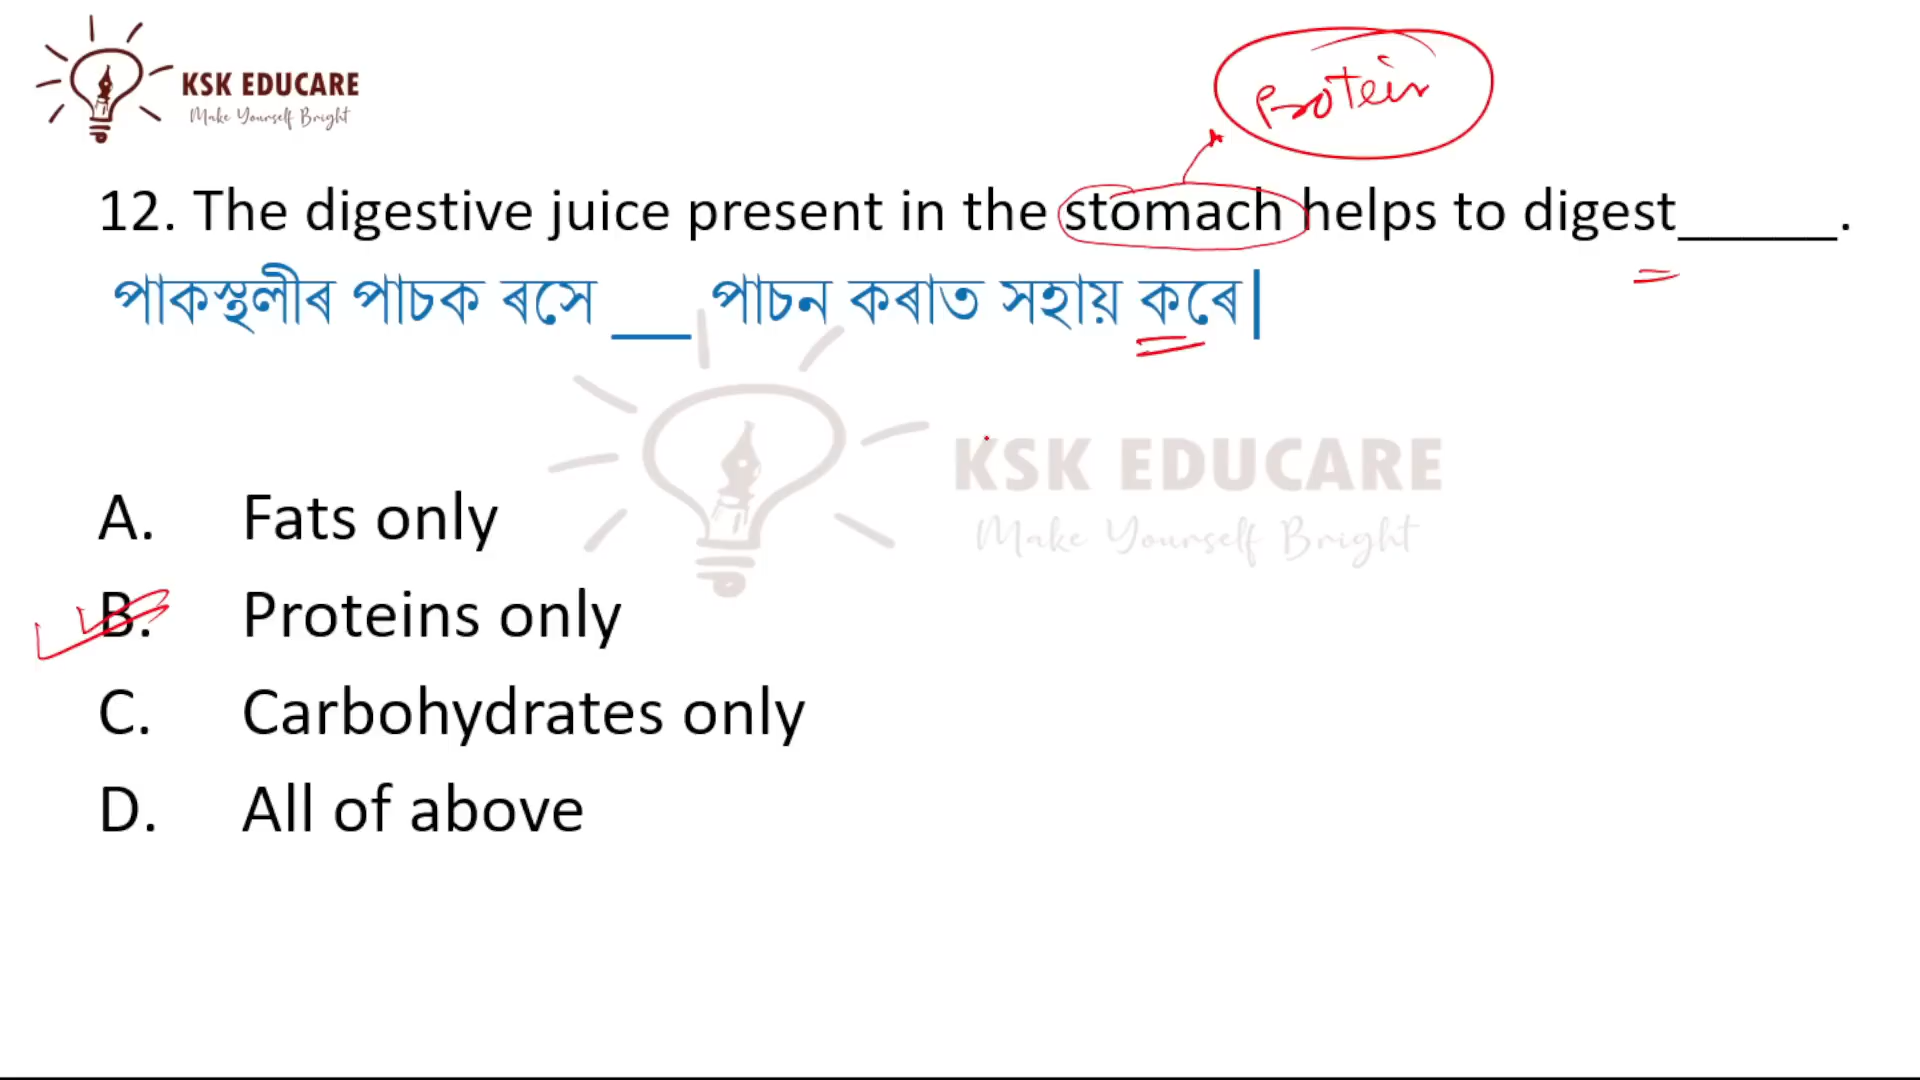 KSK EDUCARE
Make Yourself Bright
Protein
12. The digestive juice present in the stomach helps to digest_____.
পাকস্থলীৰ পাচক ৰসে __ পাচন কৰাত সহায় কৰে|
KSK EDUCARE
Make Yourself Bright
A. Fats only
B. Proteins only
C. Carbohydrates only
D. All of above